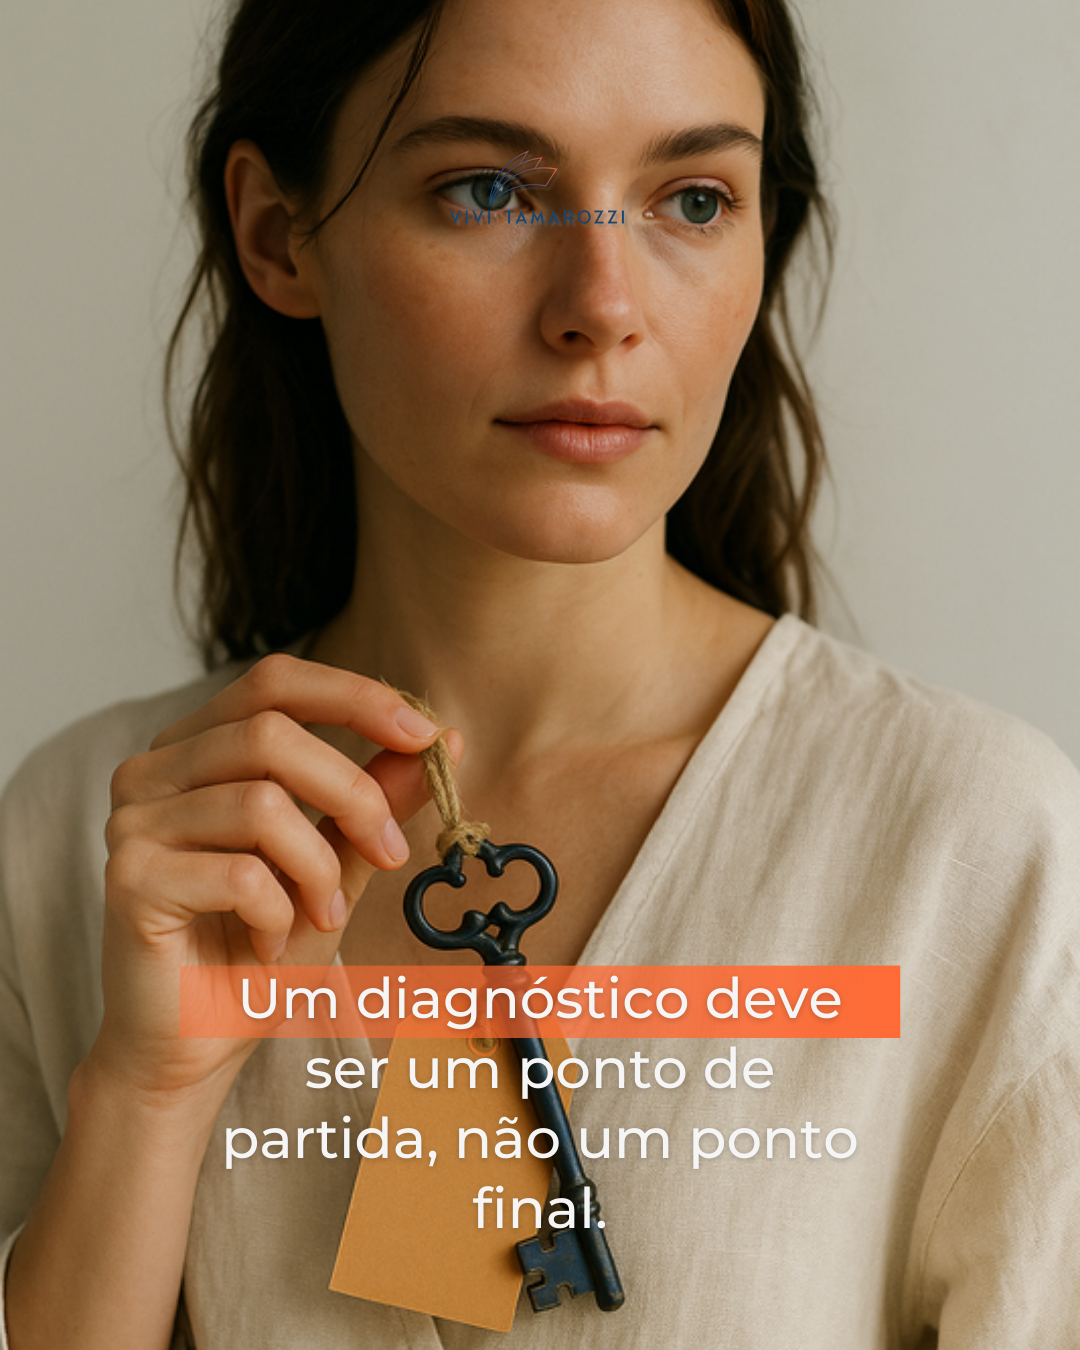 VIVI TAMAROZZI
Um diagnóstico deve
ser um ponto de
partida, não um ponto
final.